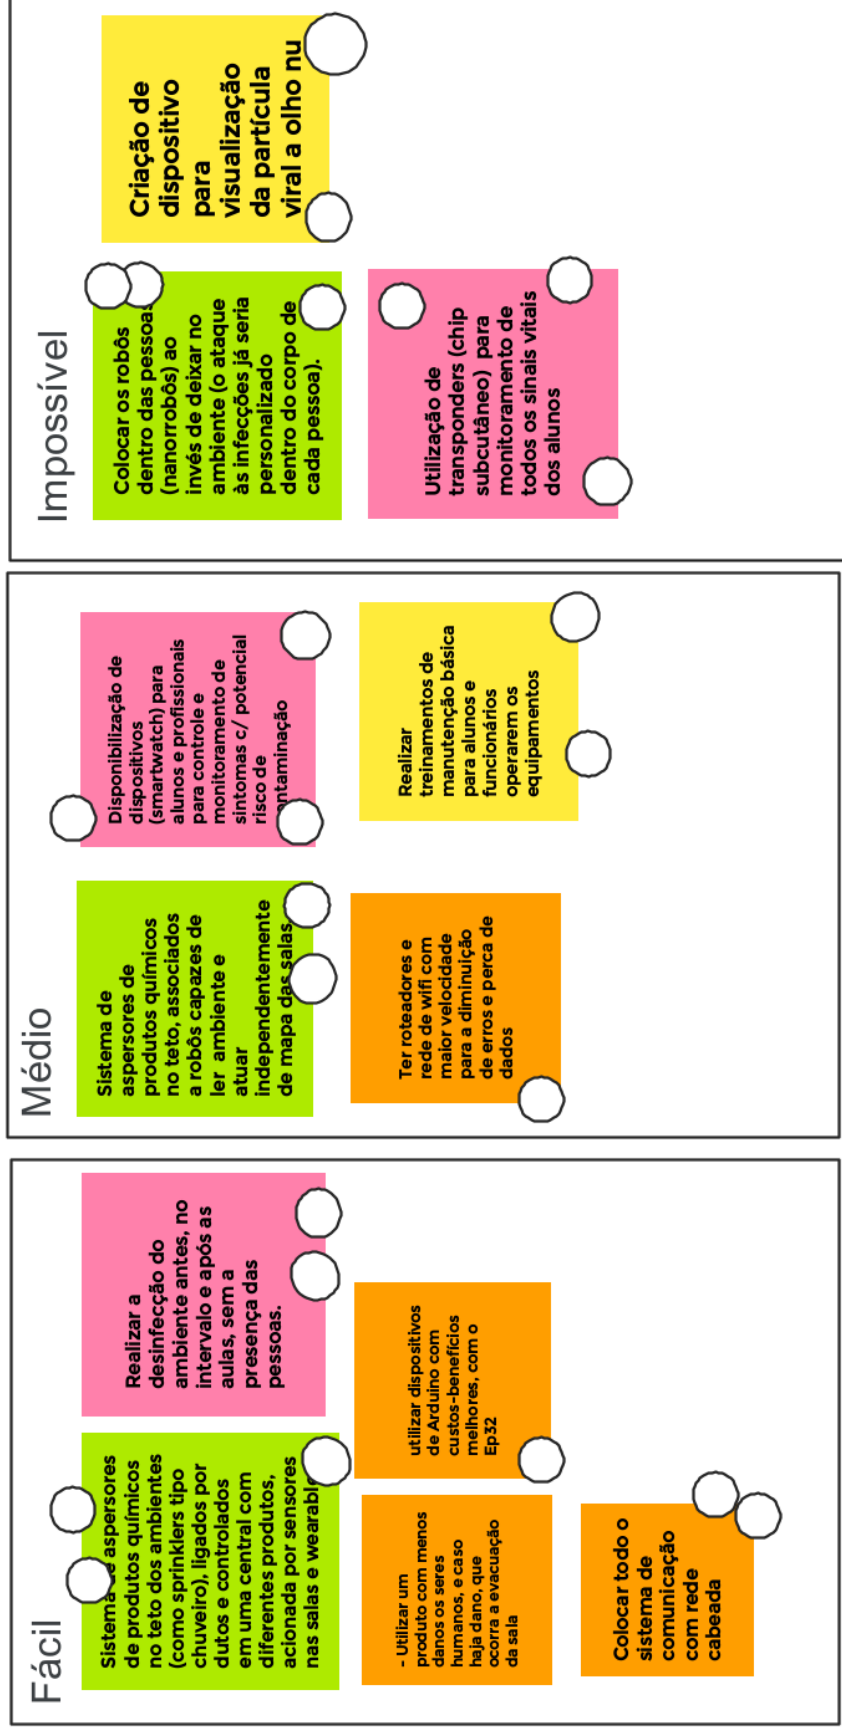 Fácil
Sistema de aspersores
de produtos químicos
no teto dos ambientes
(como sprinklers tipo
chuveiro), ligados por
dutos e controlados
em uma central com
diferentes produtos,
acionada por sensores
nas salas e wearable
Realizar a
desinfecção do
ambiente antes, no
intervalo e após as
aulas, sem a
presença das
pessoas.
- Utilizar um
produto com menos
danos os seres
humanos, e caso
haja dano, que
ocorra a evacuação
da sala
utilizar dispositivos
de Arduino com
custos-benefícios
melhores, com o
Ep32
Colocar todo o
sistema de
comunicação
com rede
cabeada
Médio
Sistema de
aspersores de
produtos químicos
no teto, associados
a robôs capazes de
ler ambiente e
atuar
independentemente
de mapa das salas.
Disponibilização de
dispositivos
(smartwatch) para
alunos e profissionais
para controle e
monitoramento de
sintomas c/ potencial
risco de
ontaminação
Ter roteadores e
rede de wifi com
maior velocidade
para a diminuição
de erros e perca de
dados
Realizar
treinamentos de
manutenção básica
para alunos e
funcionários
operarem os
equipamentos
Impossível
Colocar os robôs
dentro das pessoas
(nanorrobôs) ao
invés de deixar no
ambiente (o ataque
às infecções já seria
personalizado
dentro do corpo de
cada pessoa).
Criação de
dispositivo
para
visualização
da partícula
viral a olho nu
Utilização de
transponders (chip
subcutâneo) para
monitoramento de
todos os sinais vitais
dos alunos